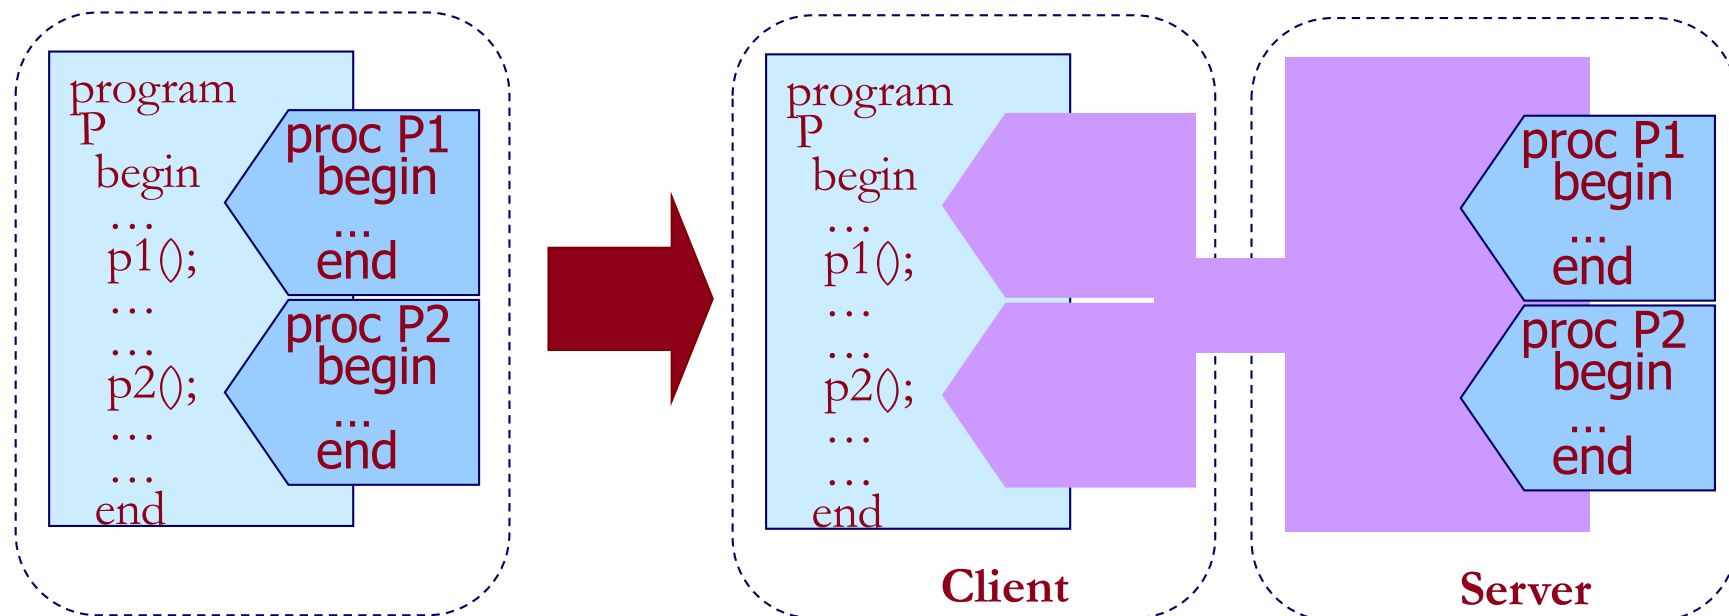 program
P
begin
…
p1();
…
…
p2();
…
…
end
proc P1
begin
...
end
proc P2
begin
...
end
program
P
begin
…
p1();
…
…
p2();
…
…
end
Client
proc P1
begin
...
end
proc P2
begin
...
end
Server